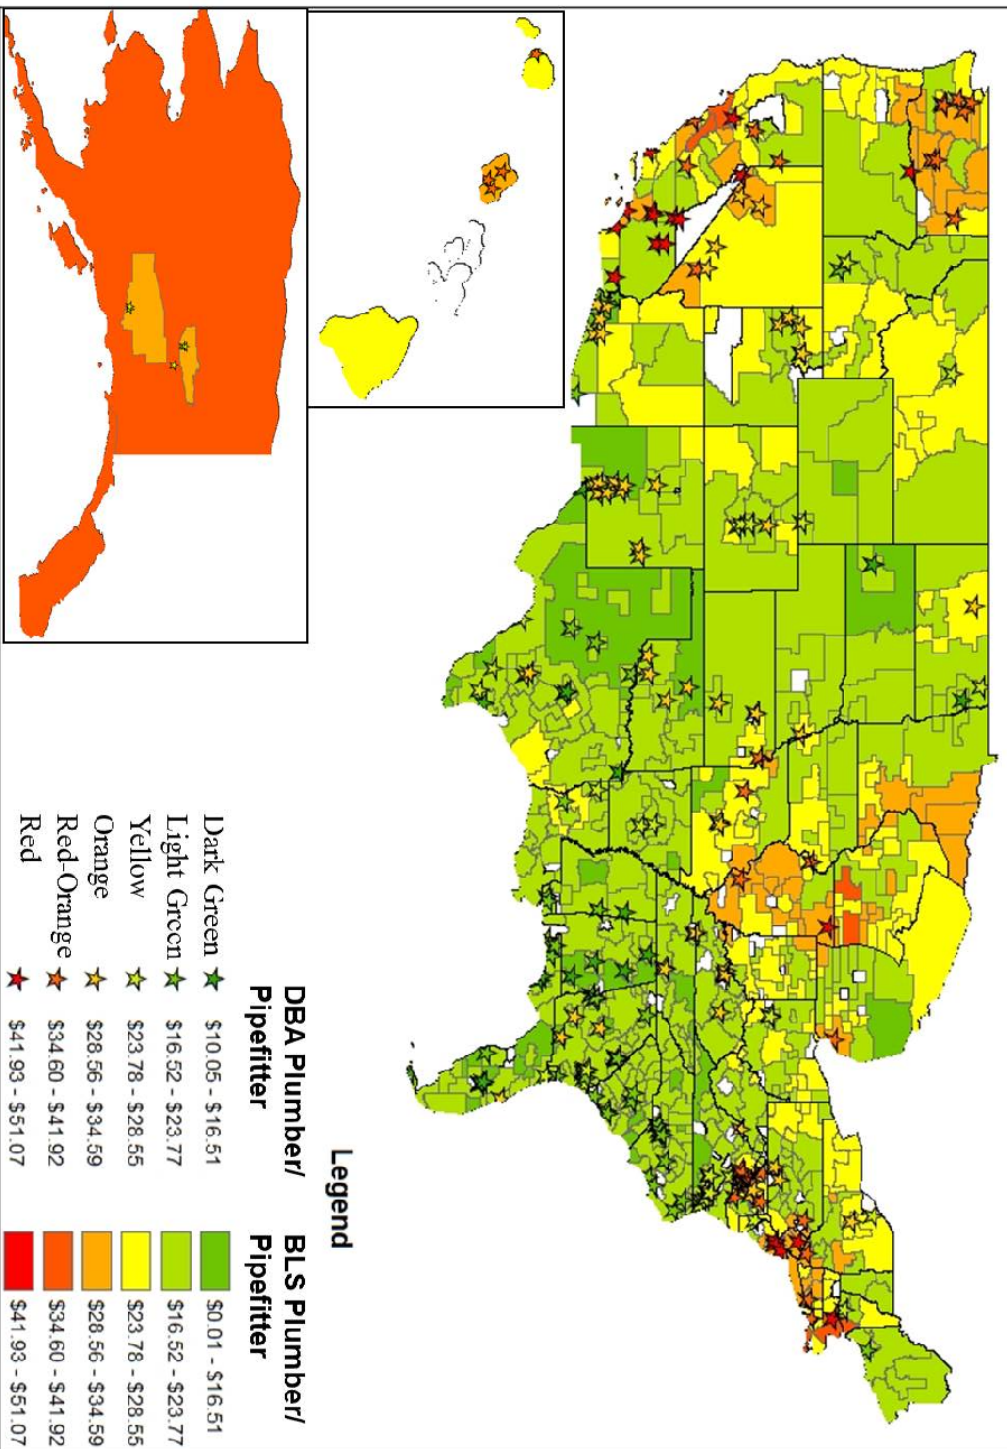 Legend
DBA Plumber/ BLS Plumber/
Pipefitter Pipefitter
Dark Green $10.05 - $16.51 $0.01 - $16.51
Light Green $16.52 - $23.77 $16.52 - $23.77
Yellow $23.78 - $28.55 $23.78 - $28.55
Orange $28.56 - $34.59 $28.56 - $34.59
Red-Orange $34.60 - $41.92 $34.60 - $41.92
Red $41.93 - $51.07 $41.93 - $51.07